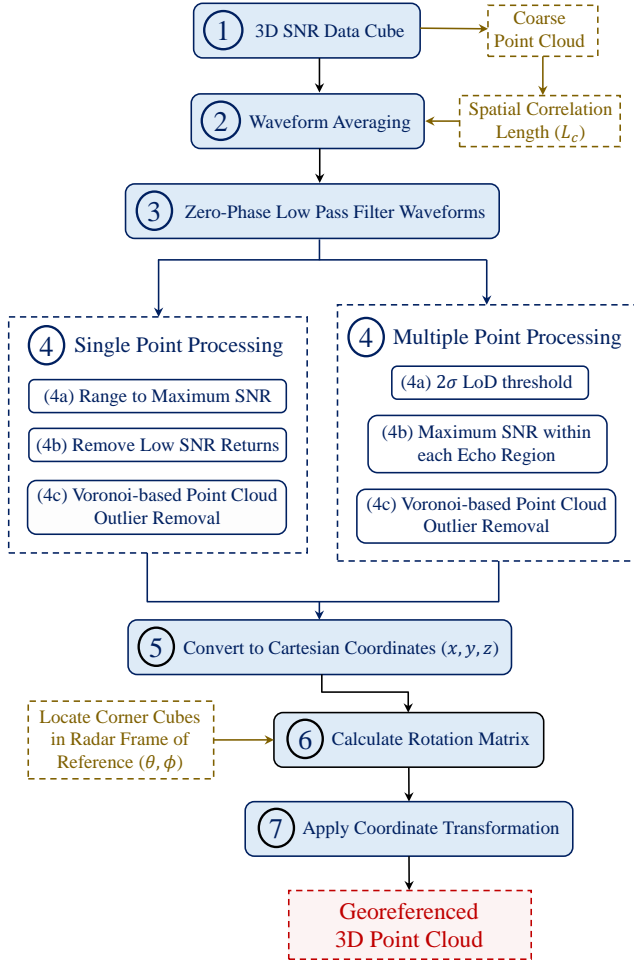 1 3D SNR Data Cube
Coarse
Point Cloud
2 Waveform Averaging
Spatial Correlation
Length (L_c)
3 Zero-Phase Low Pass Filter Waveforms
4 Single Point Processing
(4a) Range to Maximum SNR
(4b) Remove Low SNR Returns
(4c) Voronoi-based Point Cloud
Outlier Removal
4 Multiple Point Processing
(4a) 2σ LoD threshold
(4b) Maximum SNR within
each Echo Region
(4c) Voronoi-based Point Cloud
Outlier Removal
5 Convert to Cartesian Coordinates (x, y, z)
Locate Corner Cubes
in Radar Frame of
Reference (θ, ϕ)
6 Calculate Rotation Matrix
7 Apply Coordinate Transformation
Georeferenced
3D Point Cloud